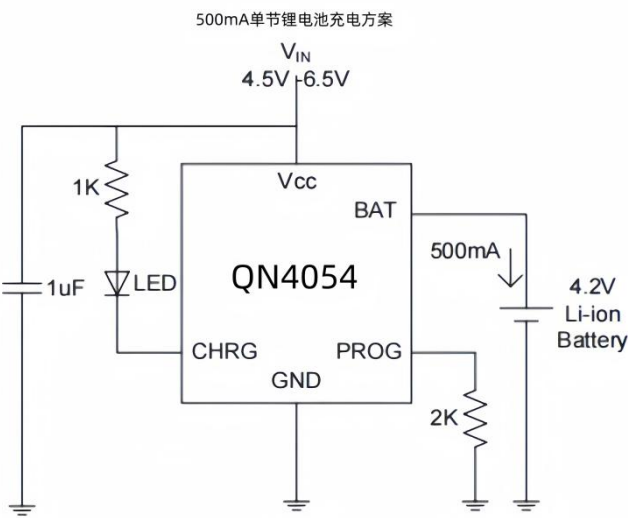 500mA单节锂电池充电方案
VIN
4.5V -6.5V
Vcc
1K
BAT
500mA
QN4054
1uF
LED
4.2V
Li-ion
Battery
CHRG
PROG
GND
2K